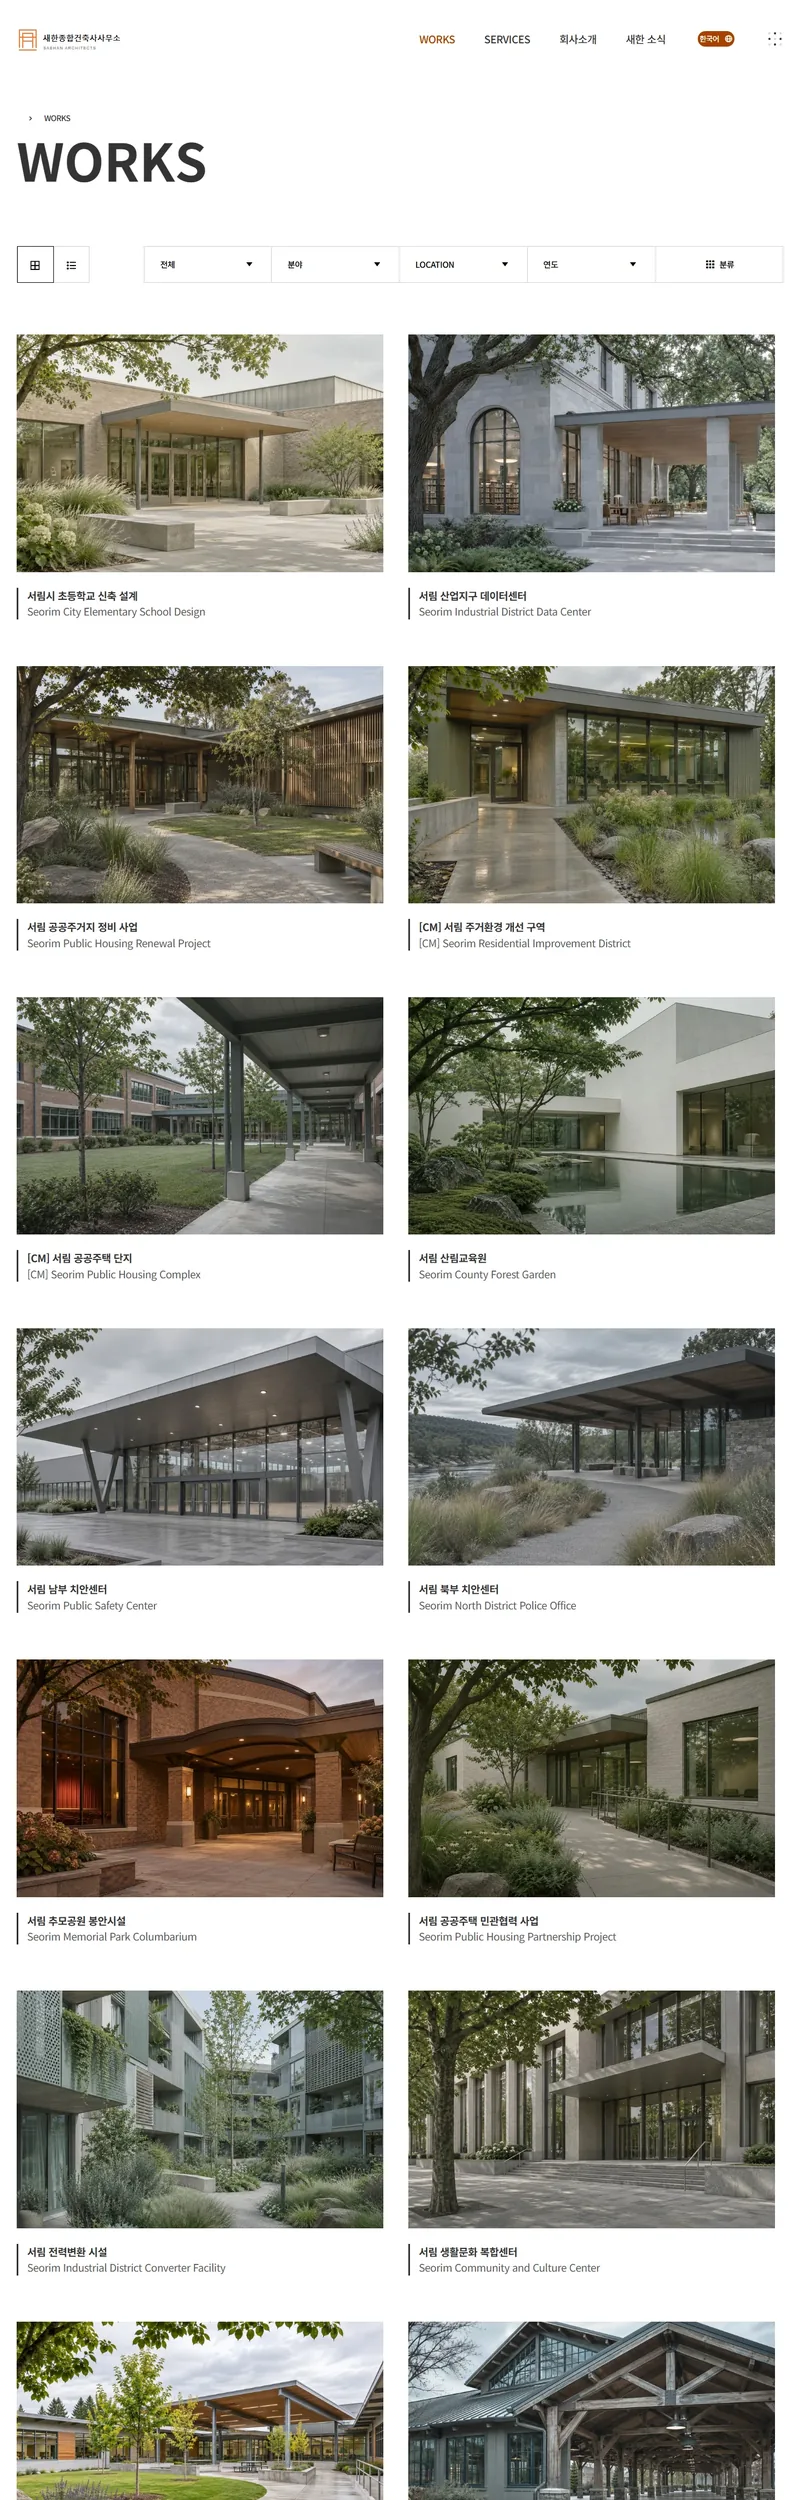 새한종합건축사사무소
SAEHAN ARCHITECTS
WORKS
SERVICES
회사소개
새한 소식
한국어
WORKS
WORKS
전체
분야
LOCATION
연도
분류
서림시 초등학교 신축 설계
Seorim City Elementary School Design
서림 산업지구 데이터센터
Seorim Industrial District Data Center
서림 공공주거지 정비 사업
Seorim Public Housing Renewal Project
[CM] 서림 주거환경 개선 구역
[CM] Seorim Residential Improvement District
[CM] 서림 공공주택 단지
[CM] Seorim Public Housing Complex
서림 산림교육원
Seorim County Forest Garden
서림 남부 치안센터
Seorim Public Safety Center
서림 북부 치안센터
Seorim North District Police Office
서림 추모공원 봉안시설
Seorim Memorial Park Columbarium
서림 공공주택 민관협력 사업
Seorim Public Housing Partnership Project
서림 전력변환 시설
Seorim Industrial District Converter Facility
서림 생활문화 복합센터
Seorim Community and Culture Center